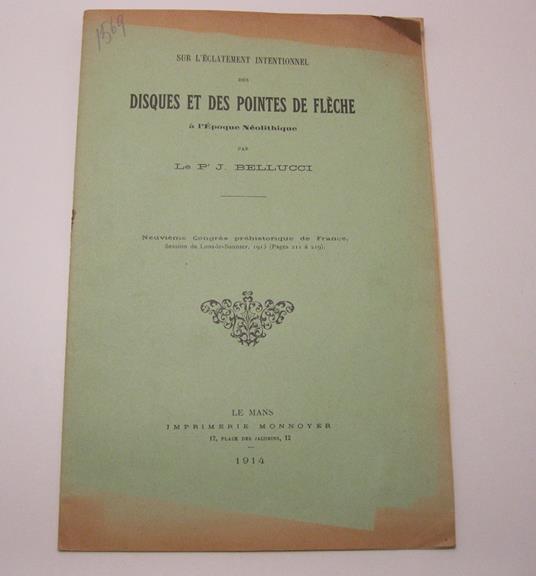 1569
SUR L'ÉCLATEMENT INTENTIONNEL
DES
DISQUES ET DES POINTES DE FLÈCHE
à l'Époque Néolithique
PAR
Le Pr J. BELLUCCI
Neuvième Congrès préhistorique de France,
Session de Lons-le-Saunier, 1913 (Pages 211 à 219).
LE MANS
IMPRIMERIE MONNOYER
17, PLACE DES JACOBINS, 12
1914